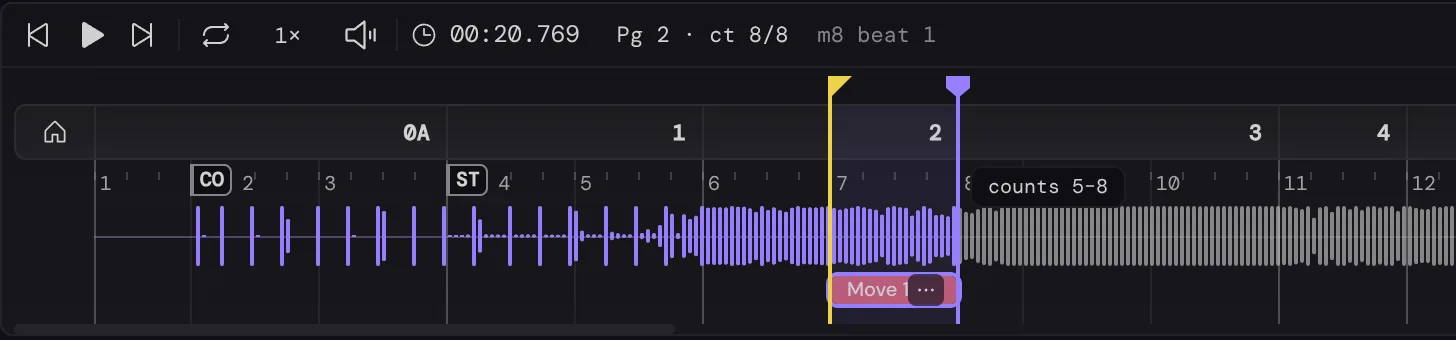 1× 00:20.769 Pg 2 · ct 8/8 m8 beat 1
0A 1 2 3 4
1 CO 2 3 ST 4 5 6 7 8 counts 5-8 10 11 12
Move 1 ···